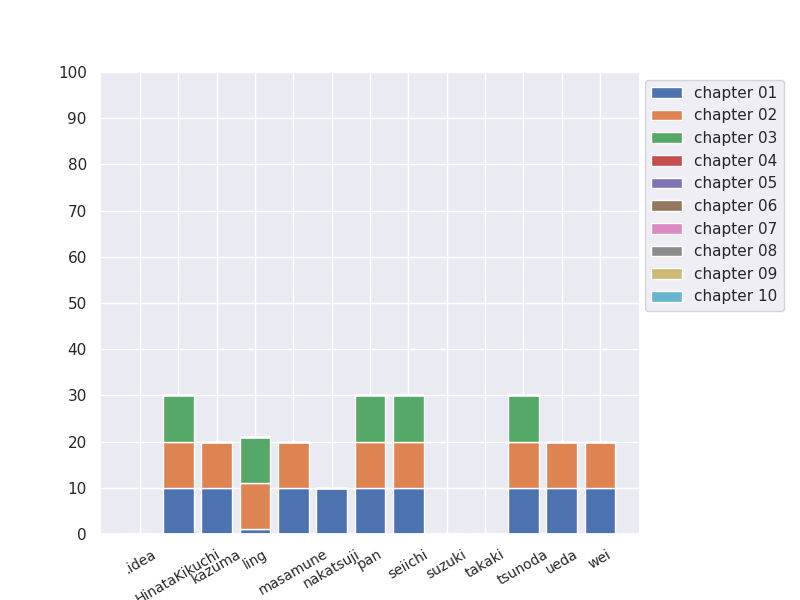 100
90
80
70
60
50
40
30
20
10
0
.idea
HinataKikuchi
kazuma
ling
masamune
nakatsuji
pan
seiichi
suzuki
takaki
tsunoda
ueda
wei
chapter 01
chapter 02
chapter 03
chapter 04
chapter 05
chapter 06
chapter 07
chapter 08
chapter 09
chapter 10